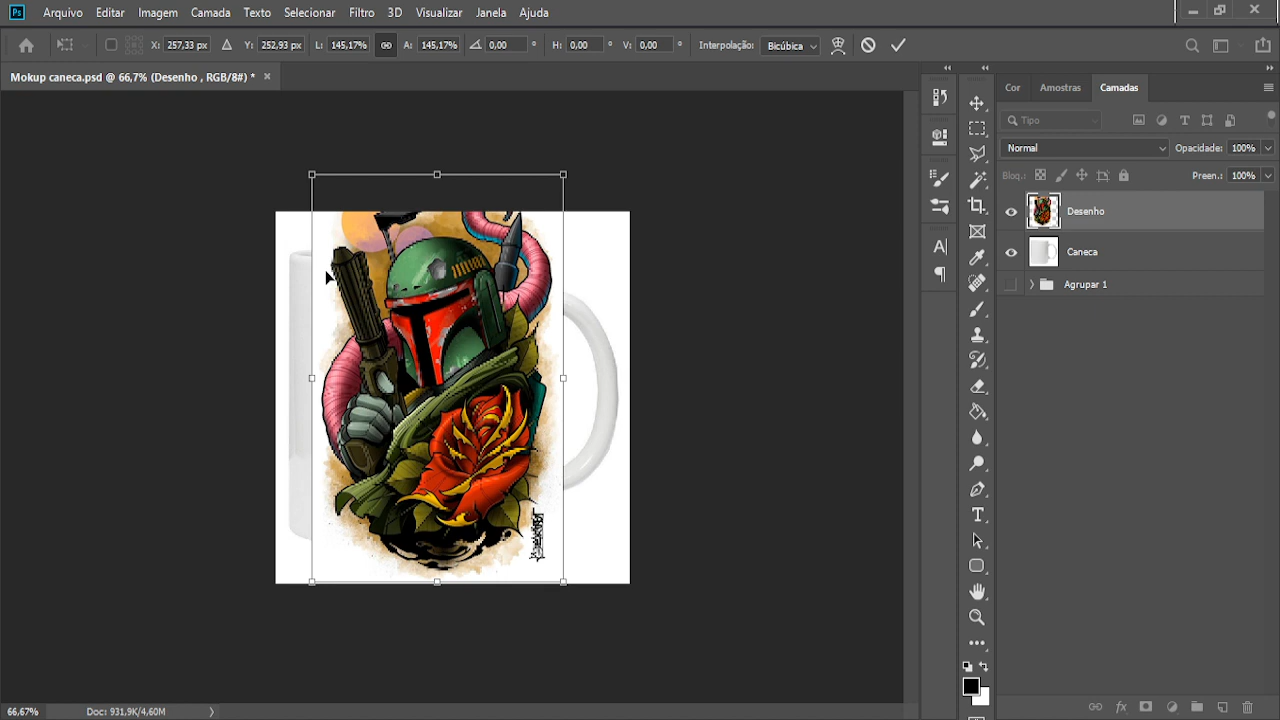 Ps Arquivo Editar Imagem Camada Texto Selecionar Filtro 3D Visualizar Janela Ajuda
X: 257,33 px Y: 252,93 px L: 145,17% A: 145,17% 0,00 ° H: 0,00 ° V: 0,00 ° Interpolação: Bicúbica
Mokup caneca.psd @ 66,7% (Desenho , RGB/8#) * ×
Cor Amostras Camadas
Tipo
Normal Opacidade: 100%
Bloq.: Preen.: 100%
Desenho
Caneca
Agrupar 1
66,67% Doc: 931,9K/4,60M